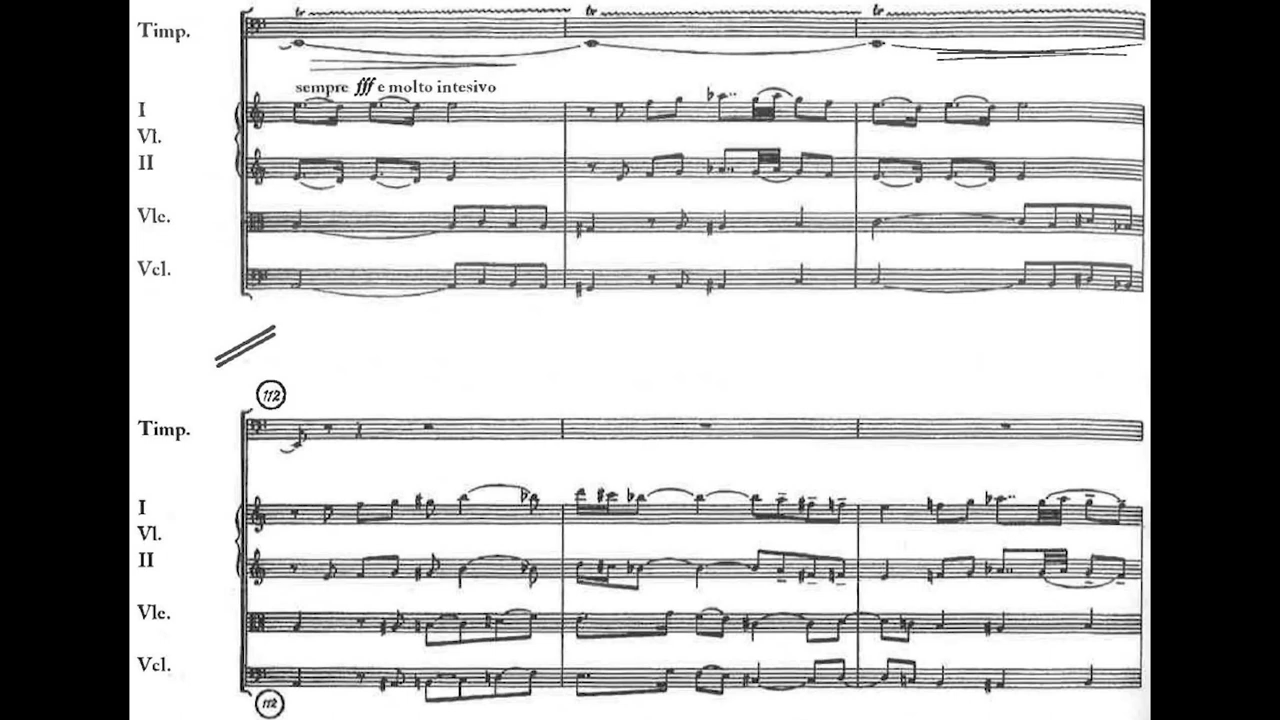 Timp.
tr tr tr
sempre fff e molto intesivo
I
Vl.
II
Vle.
Vcl.
112
Timp.
I
Vl.
II
Vle.
Vcl.
112